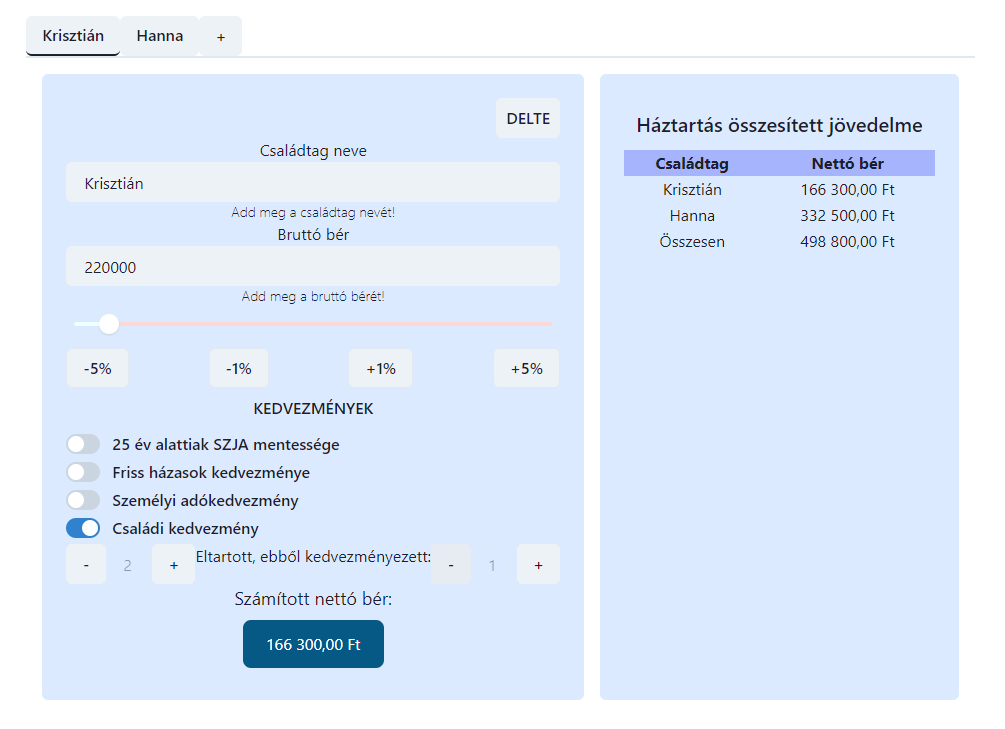 Krisztián Hanna +
DELTE
Családtag neve
Krisztián
Add meg a családtag nevét!
Bruttó bér
220000
Add meg a bruttó bérét!
-5% -1% +1% +5%
KEDVEZMÉNYEK
25 év alattiak SZJA mentessége
Friss házasok kedvezménye
Személyi adókedvezmény
Családi kedvezmény
- 2 + Eltartott, ebből kedvezményezett: - 1 +
Számított nettó bér:
166 300,00 Ft
Háztartás összesített jövedelme
Családtag Nettó bér
Krisztián 166 300,00 Ft
Hanna 332 500,00 Ft
Összesen 498 800,00 Ft